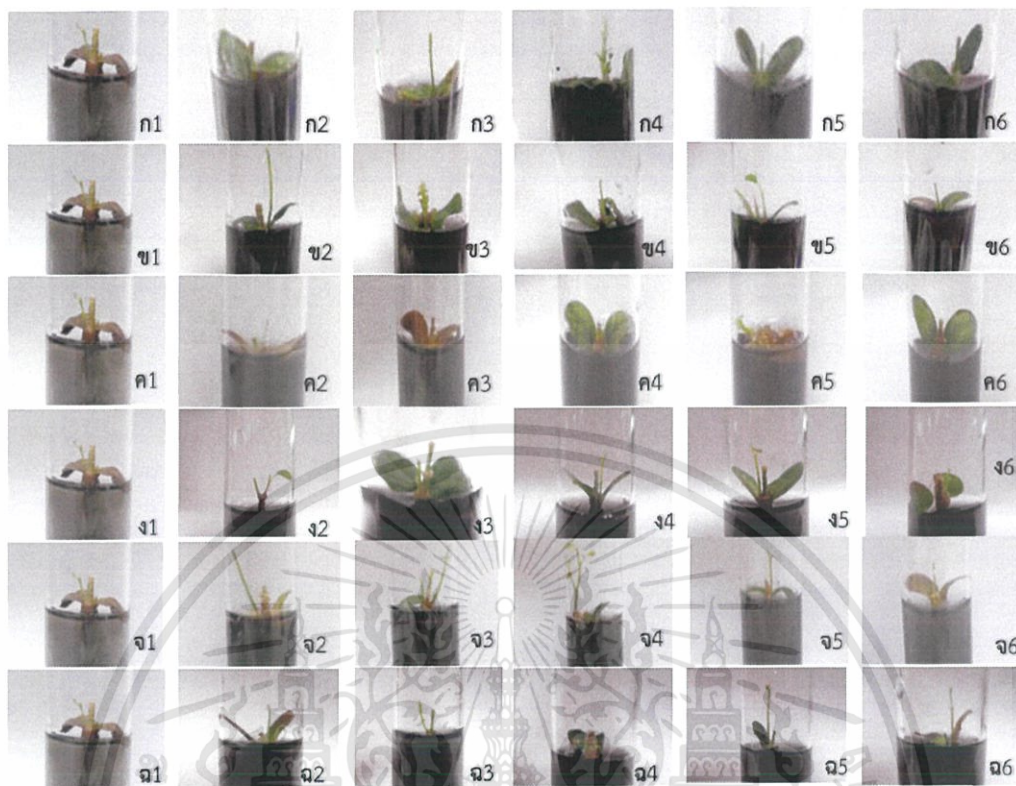 ก1 ก2 ก3 ก4 ก5 ก6
ข1 ข2 ข3 ข4 ข5 ข6
ค1 ค2 ค3 ค4 ค5 ค6
ง1 ง2 ง3 ง4 ง5 ง6
จ1 จ2 จ3 จ4 จ5 จ6
ฉ1 ฉ2 ฉ3 ฉ4 ฉ5 ฉ6